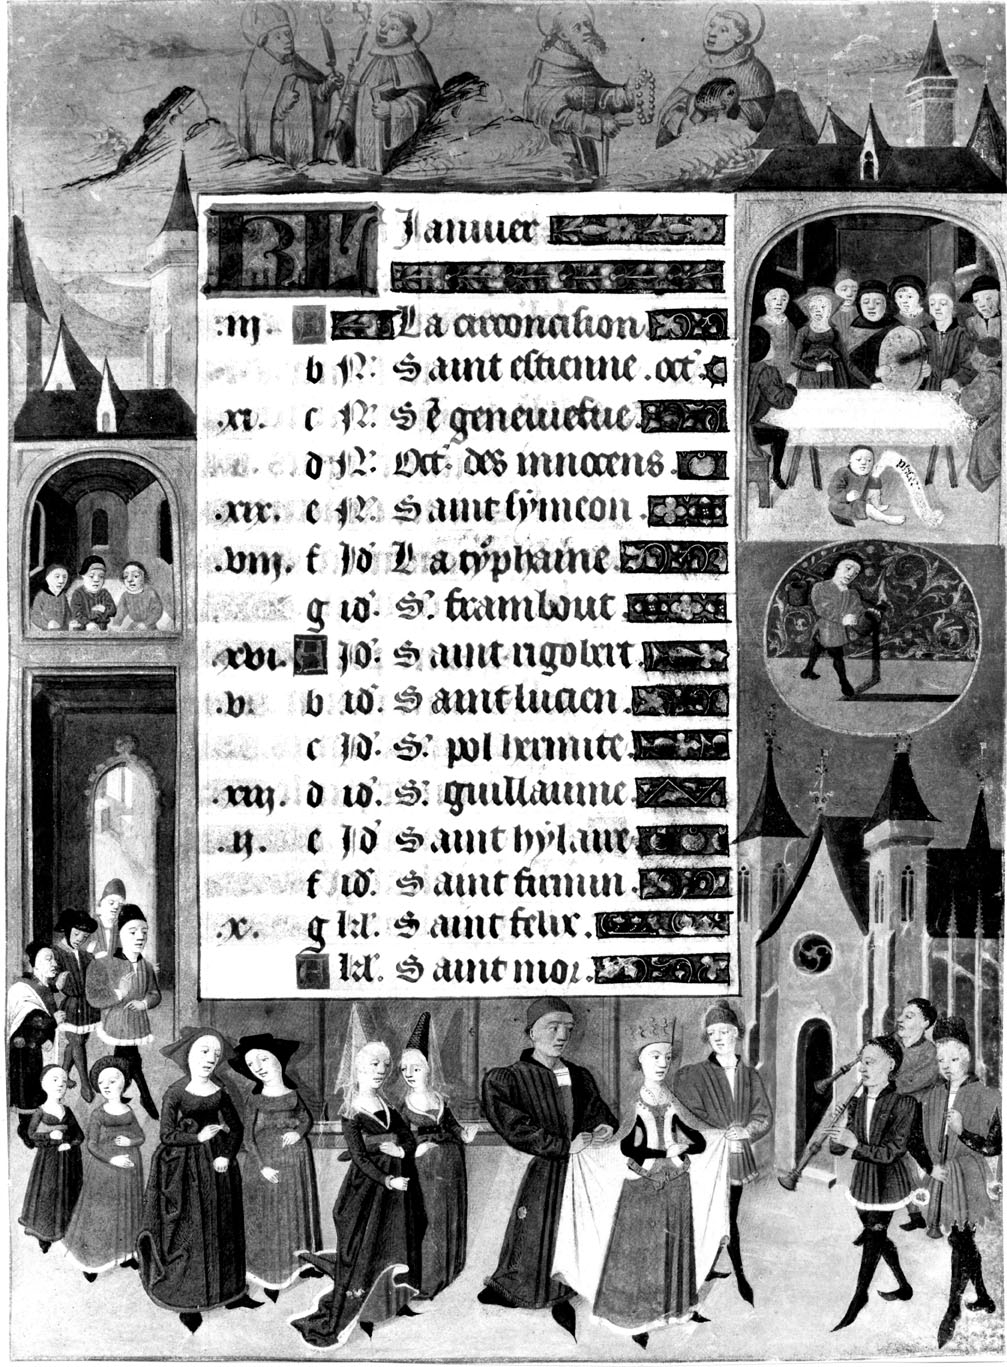 KL Januier
.iij. A La circoncision
b N. Saint estienne . oct'.
.xi. c N. Se geneuiefue
d N. Oct'. des innocens
.xix. e N. Saint symeon
.viij. f Id' La typhaine
g id'. S'. frambout
.xvi. A Id'. Saint rigobert
.v. b id'. Saint lucien
c Id'. S'. pol hermite
.xiij. d id'. S'. guillaume
.ij. e Id' Saint hylaire
f id'. Saint firmin
.x. g kl'. Saint felix
A kl'. Saint mor